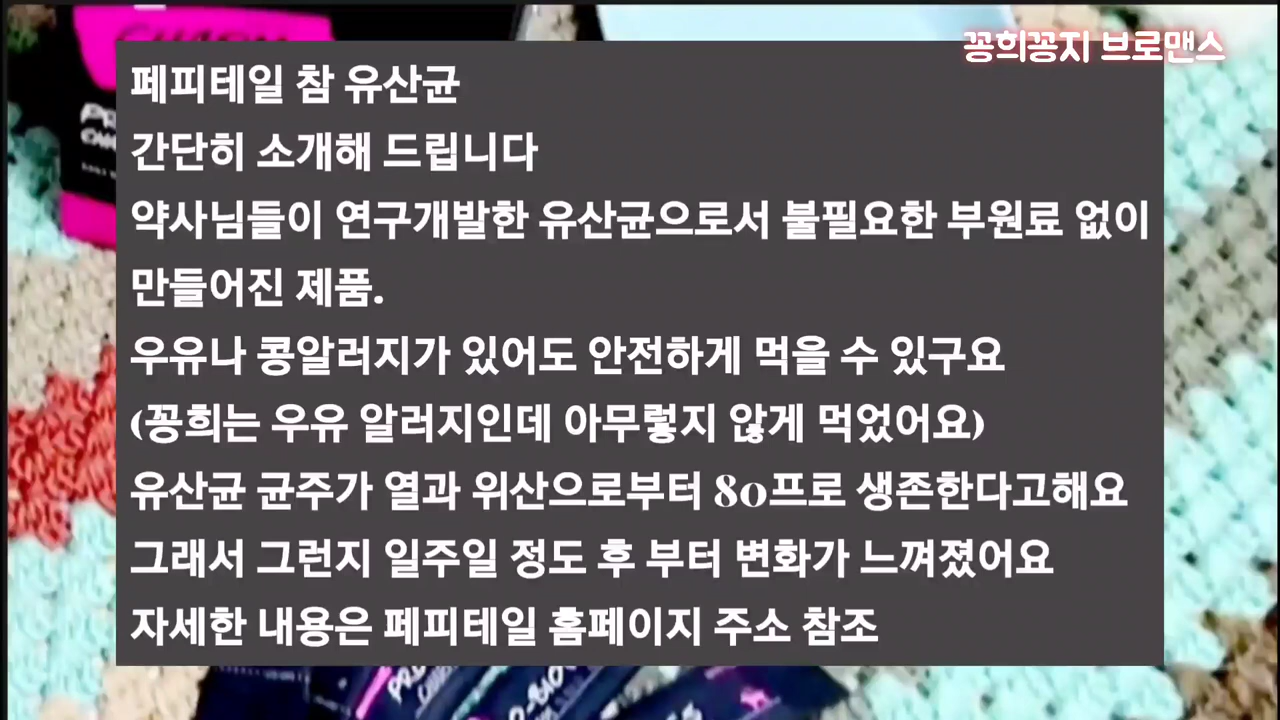 꽁희꽁지 브로맨스
페피테일 참 유산균
간단히 소개해 드립니다
약사님들이 연구개발한 유산균으로서 불필요한 부원료 없이
만들어진 제품.
우유나 콩알러지가 있어도 안전하게 먹을 수 있구요
(꽁희는 우유 알러지인데 아무렇지 않게 먹었어요)
유산균 균주가 열과 위산으로부터 80프로 생존한다고해요
그래서 그런지 일주일 정도 후 부터 변화가 느껴졌어요
자세한 내용은 페피테일 홈페이지 주소 참조